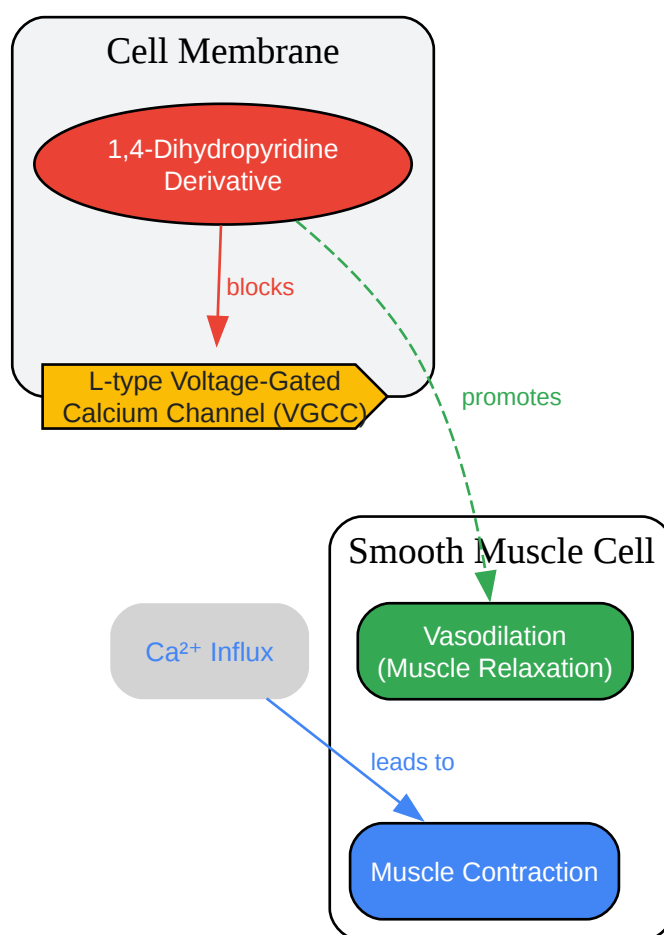 Cell Membrane
1,4-Dihydropyridine
Derivative
blocks
L-type Voltage-Gated
Calcium Channel (VGCC)
promotes
Smooth Muscle Cell
Vasodilation
(Muscle Relaxation)
Ca²⁺ Influx
leads to
Muscle Contraction